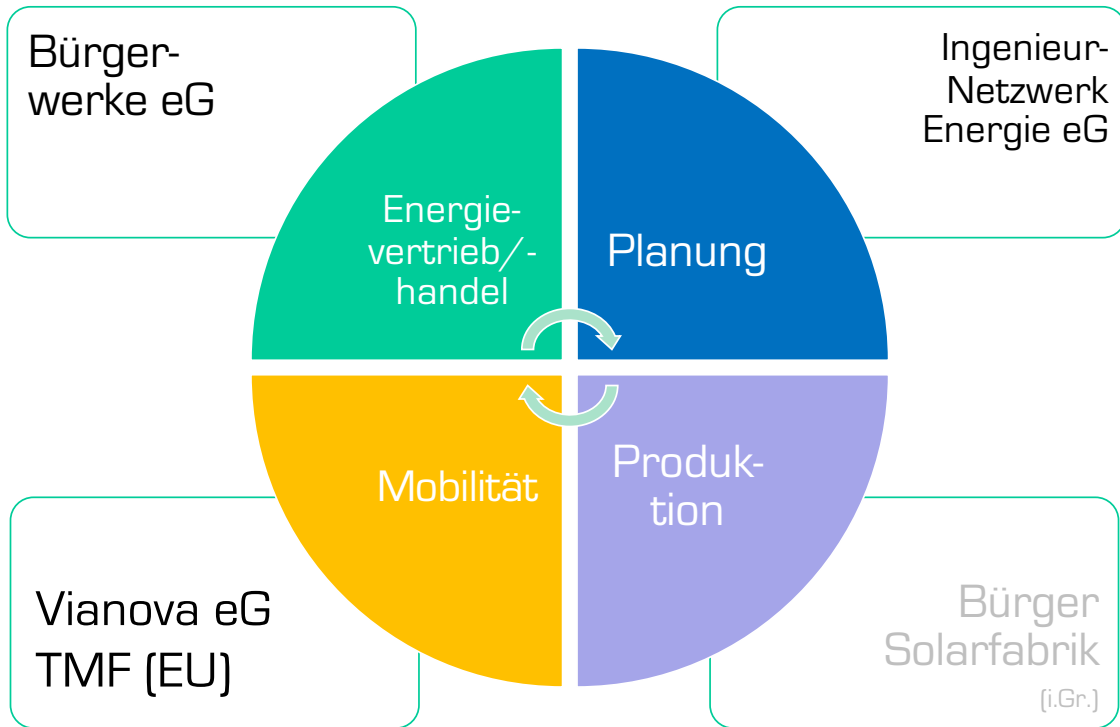 Bürger-
werke eG
Ingenieur-
Netzwerk
Energie eG
Energie-
vertrieb/-
handel
Planung
Mobilität
Produk-
tion
Vianova eG
TMF (EU)
Bürger
Solarfabrik
(i.Gr.)